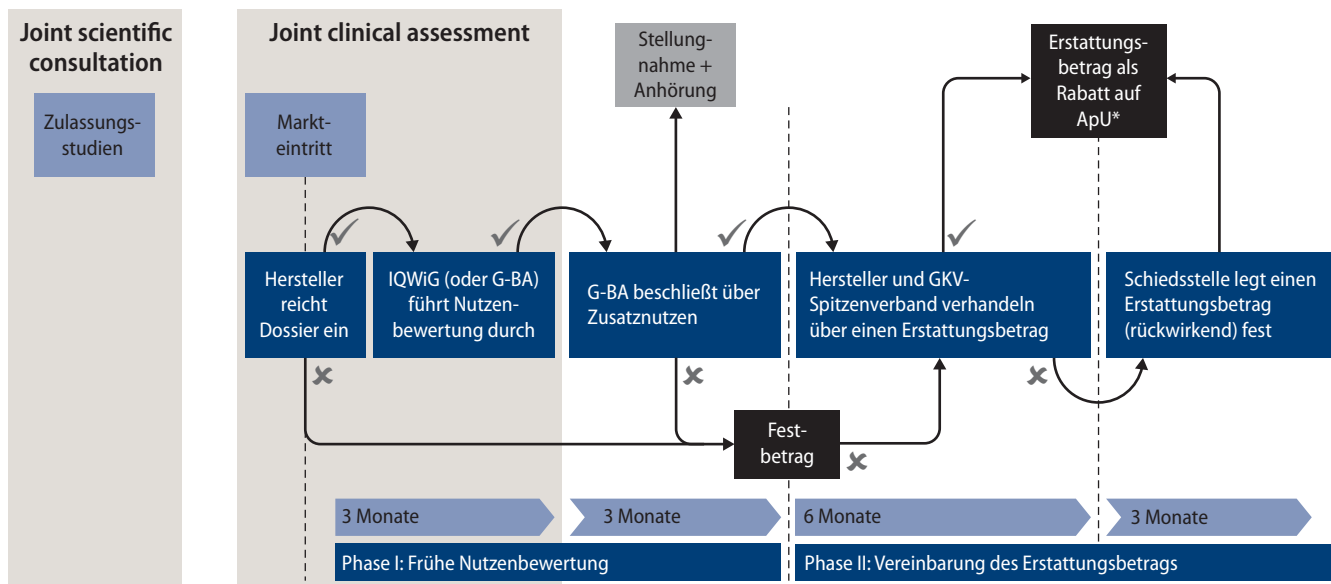 Joint scientific
consultation
Zulassungs-
studien
Joint clinical assessment
Markt-
eintritt
Stellung-
nahme +
Anhörung
Erstattungs-
betrag als
Rabatt auf
ApU*
Hersteller
reicht
Dossier ein
IQWiG (oder G-BA)
führt Nutzen-
bewertung durch
G-BA beschließt über
Zusatznutzen
Hersteller und GKV-
Spitzenverband verhandeln
über einen Erstattungsbetrag
Schiedsstelle legt einen
Erstattungsbetrag
(rückwirkend) fest
Fest-
betrag
3 Monate
3 Monate
6 Monate
3 Monate
Phase I: Frühe Nutzenbewertung
Phase II: Vereinbarung des Erstattungsbetrags